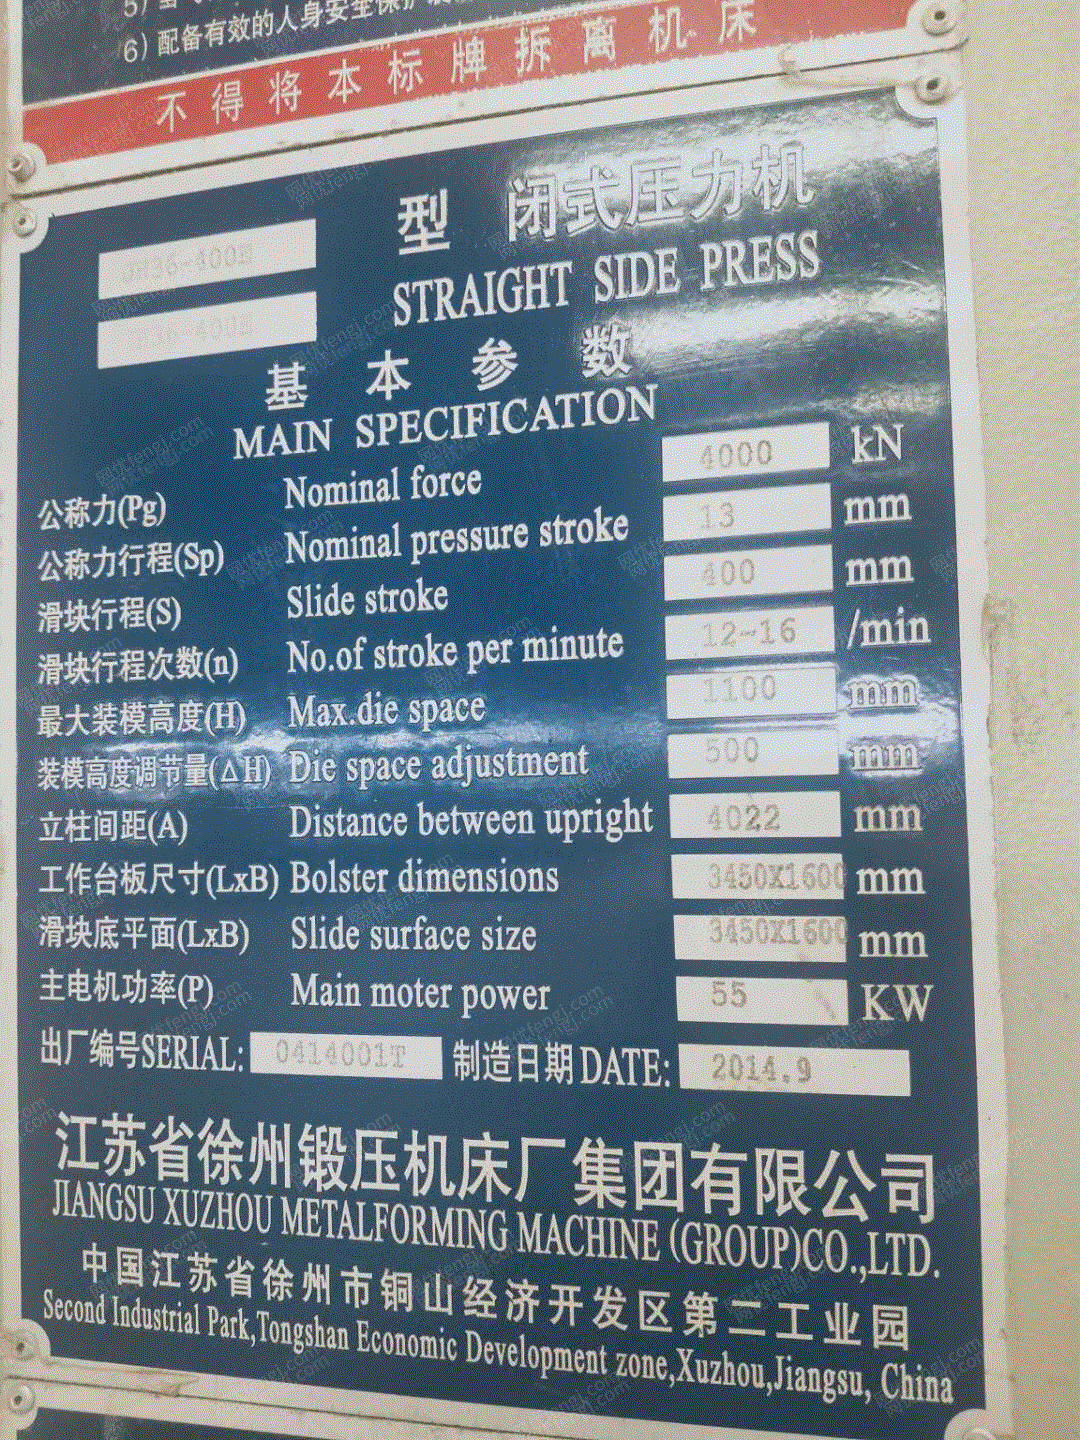 6) 配备有效的人身安全保护装
不得将本标牌拆离机床
JH36-400E 型 闭式压力机
JH36-400E STRAIGHT SIDE PRESS
基本参数
MAIN SPECIFICATION
公称力(Pg) Nominal force 4000 kN
公称力行程(Sp) Nominal pressure stroke 13 mm
滑块行程(S) Slide stroke 400 mm
滑块行程次数(n) No.of stroke per minute 12-16 /min
最大装模高度(H) Max.die space 1100 mm
装模高度调节量(△H) Die space adjustment 500 mm
立柱间距(A) Distance between upright 4022 mm
工作台板尺寸(LxB) Bolster dimensions 3450X1600 mm
滑块底平面(LxB) Slide surface size 3450X1600 mm
主电机功率(P) Main moter power 55 KW
出厂编号SERIAL: 0414001T 制造日期DATE: 2014.9
江苏省徐州锻压机床厂集团有限公司
JIANGSU XUZHOU METALFORMING MACHINE (GROUP)CO.,LTD.
中国江苏省徐州市铜山经济开发区第二工业园
Second Industrial Park,Tongshan Economic Development zone,Xuzhou,Jiangsu, China